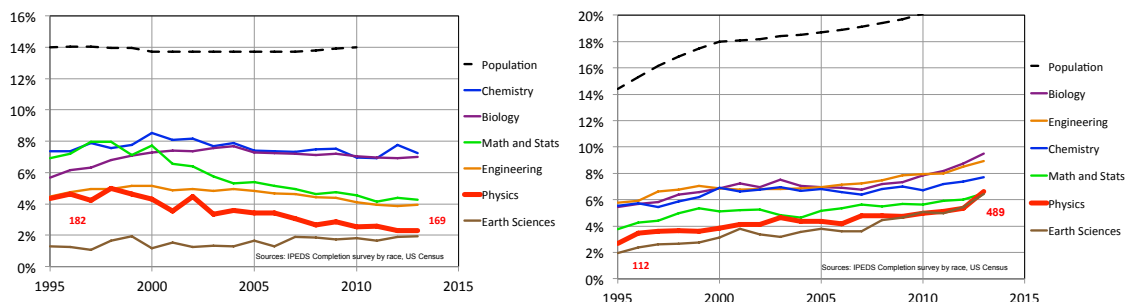 16%
14%
12%
10%
8%
6%
4%
2%
0%
1995
2000
2005
2010
2015
182
169
Sources: IPEDS Completion survey by race, US Census
Population
Chemistry
Biology
Math and Stats
Engineering
Physics
Earth Sciences
20%
18%
16%
14%
12%
10%
8%
6%
4%
2%
0%
1995
2000
2005
2010
2015
112
489
Sources: IPEDS Completion survey by race, US Census
Population
Biology
Engineering
Chemistry
Math and Stats
Physics
Earth Sciences